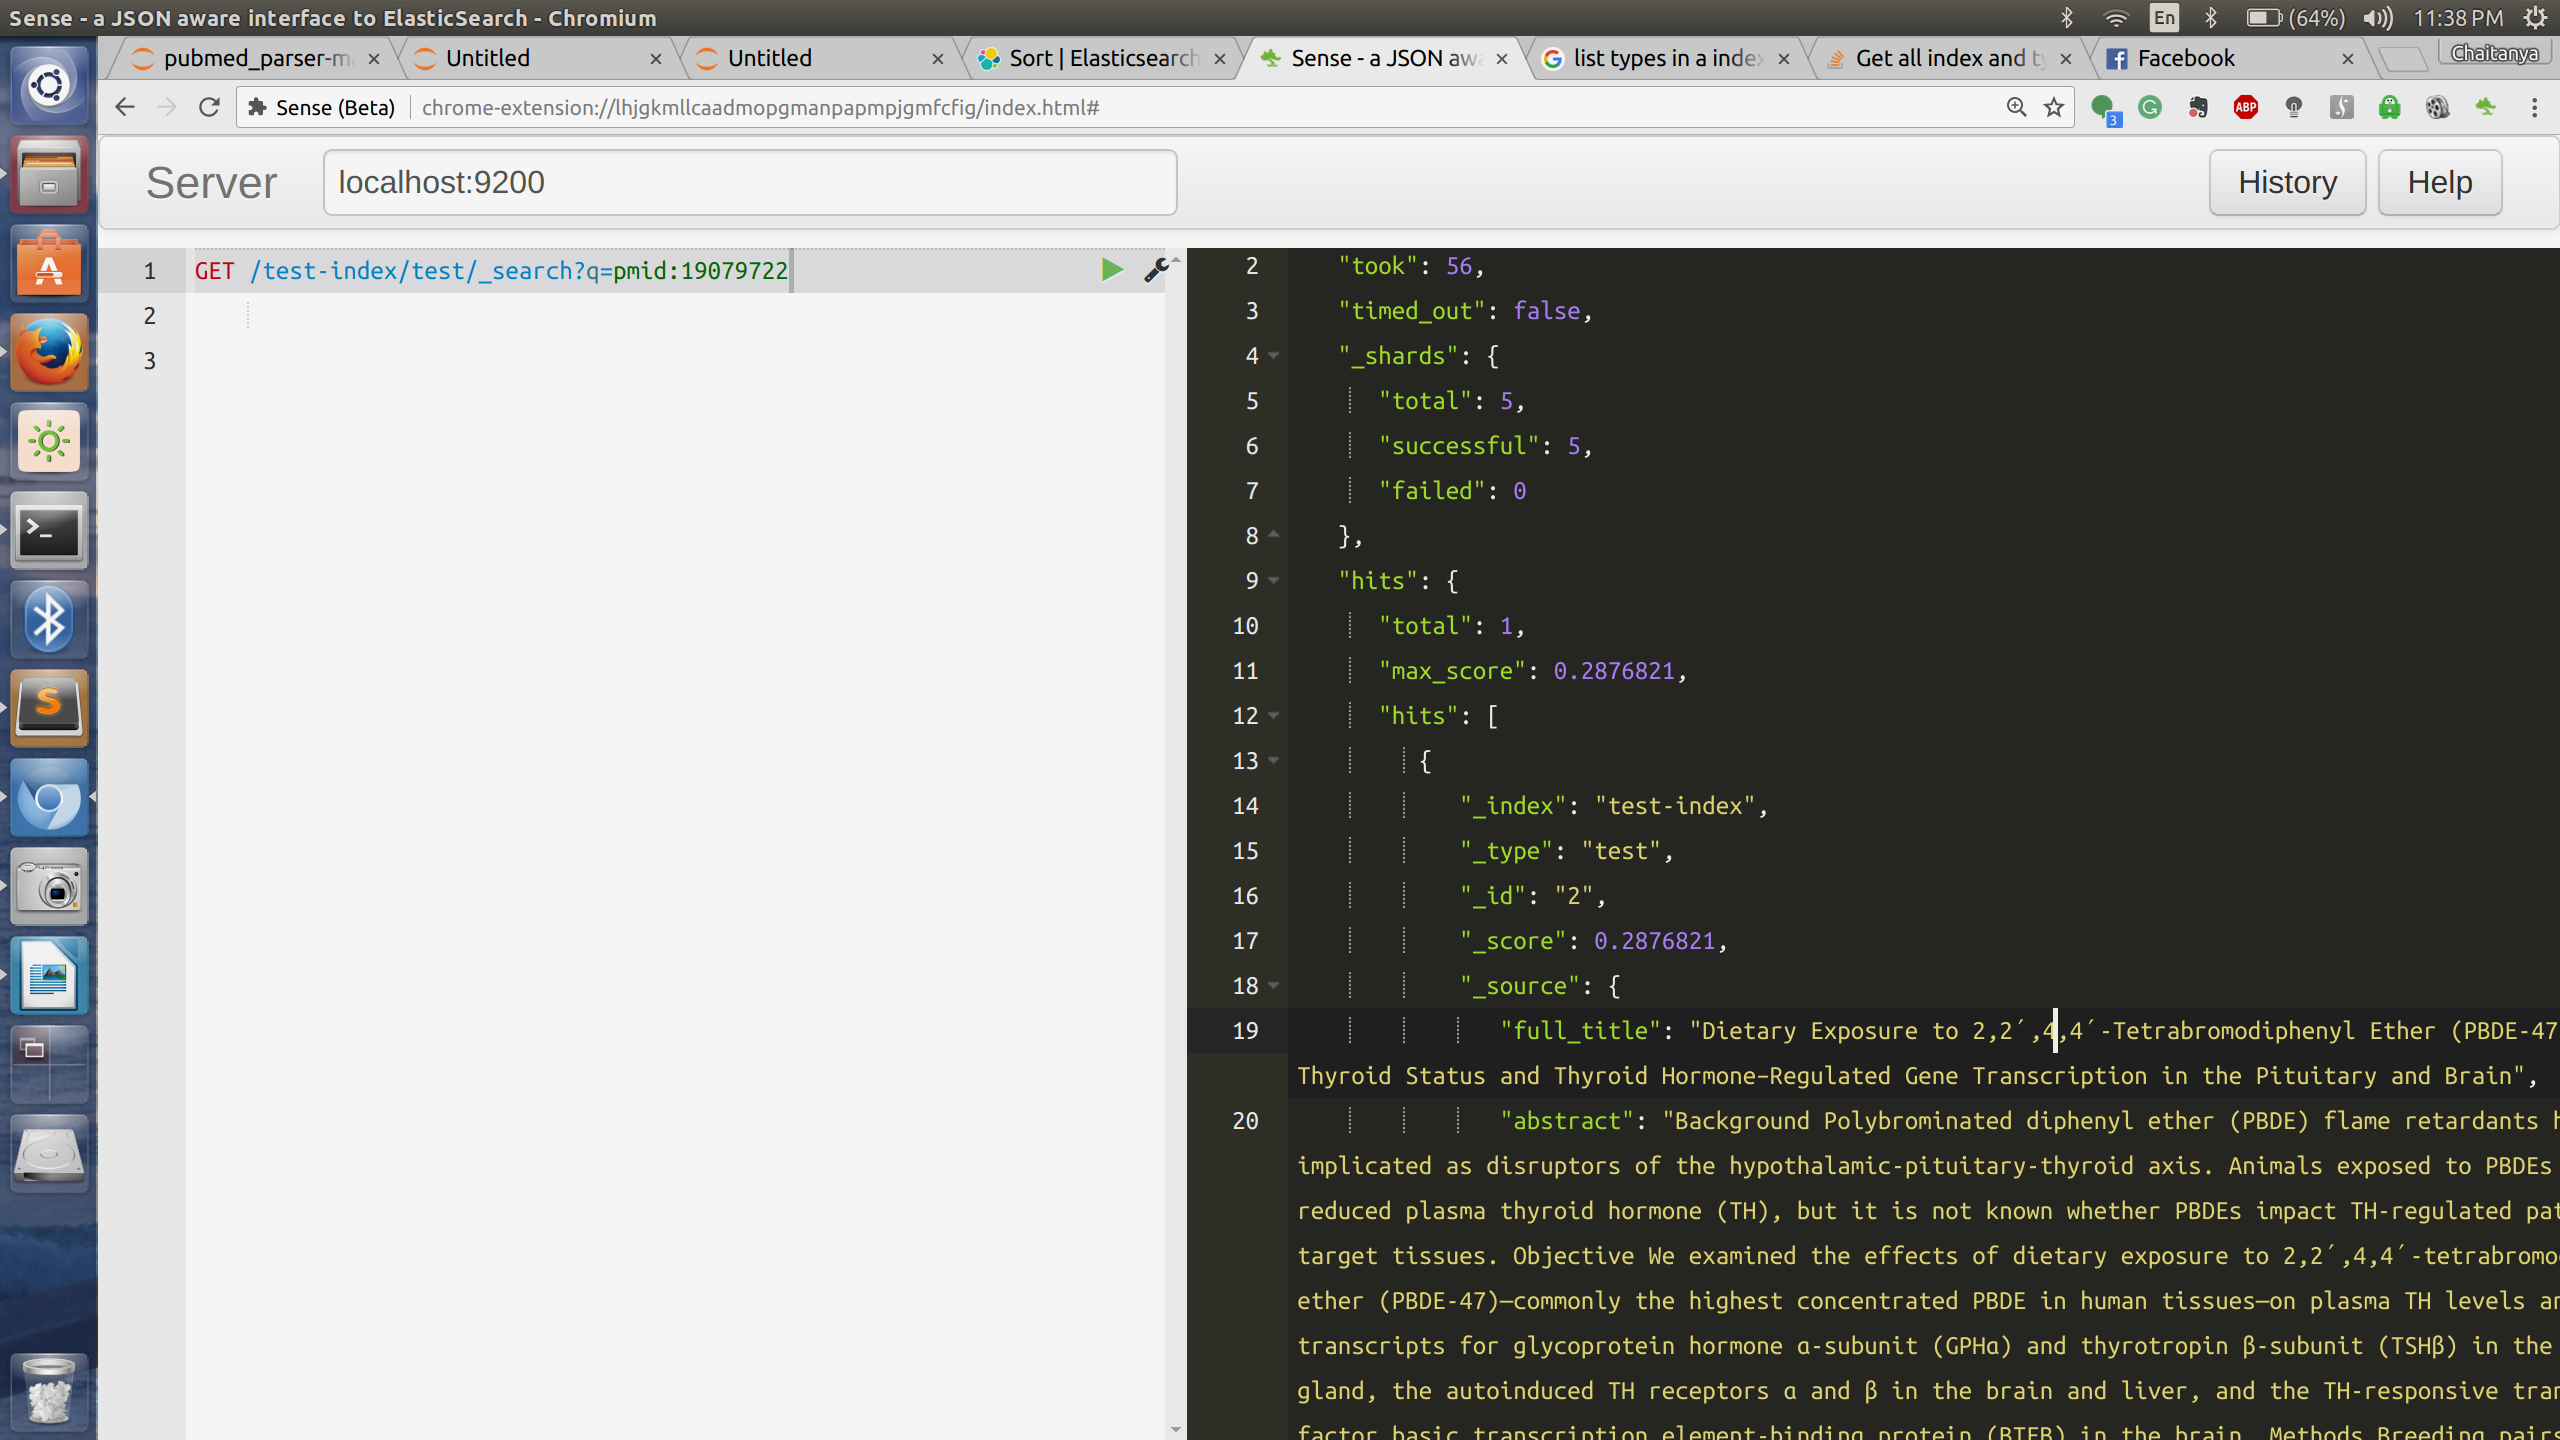 Sense - a JSON aware interface to ElasticSearch - Chromium
En
(64%)
11:38 PM
pubmed_parser-ma
Untitled
Untitled
Sort | Elasticsearch
Sense - a JSON awa
list types in a index
Get all index and ty
Facebook
Chaitanya
Sense (Beta)
chrome-extension://lhjgkmllcaadmopgmanpapmpjgmfcfig/index.html#
3
ABP
Server
localhost:9200
History
Help
1 GET /test-index/test/_search?q=pmid:19079722
2
3
2 "took": 56,
3 "timed_out": false,
4 "_shards": {
5 "total": 5,
6 "successful": 5,
7 "failed": 0
8 },
9 "hits": {
10 "total": 1,
11 "max_score": 0.2876821,
12 "hits": [
13 {
14 "_index": "test-index",
15 "_type": "test",
16 "_id": "2",
17 "_score": 0.2876821,
18 "_source": {
19 "full_title": "Dietary Exposure to 2,2´,4,4´-Tetrabromodiphenyl Ether (PBDE-47
Thyroid Status and Thyroid Hormone–Regulated Gene Transcription in the Pituitary and Brain",
20 "abstract": "Background Polybrominated diphenyl ether (PBDE) flame retardants h
implicated as disruptors of the hypothalamic-pituitary-thyroid axis. Animals exposed to PBDEs
reduced plasma thyroid hormone (TH), but it is not known whether PBDEs impact TH-regulated pat
target tissues. Objective We examined the effects of dietary exposure to 2,2´,4,4´-tetrabromo
ether (PBDE-47)—commonly the highest concentrated PBDE in human tissues—on plasma TH levels an
transcripts for glycoprotein hormone α-subunit (GPHα) and thyrotropin β-subunit (TSHβ) in the
gland, the autoinduced TH receptors α and β in the brain and liver, and the TH-responsive tran
factor basic transcription element-binding protein (BTEB) in the brain. Methods Breeding pairs